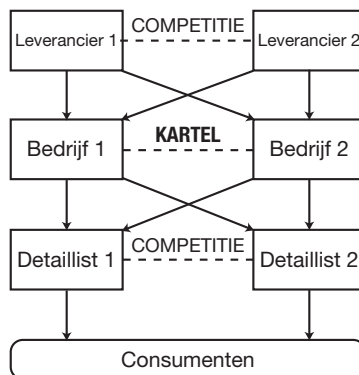 COMPETITIE
Leverancier 1
Leverancier 2
KARTEL
Bedrijf 1
Bedrijf 2
COMPETITIE
Detaillist 1
Detaillist 2
Consumenten